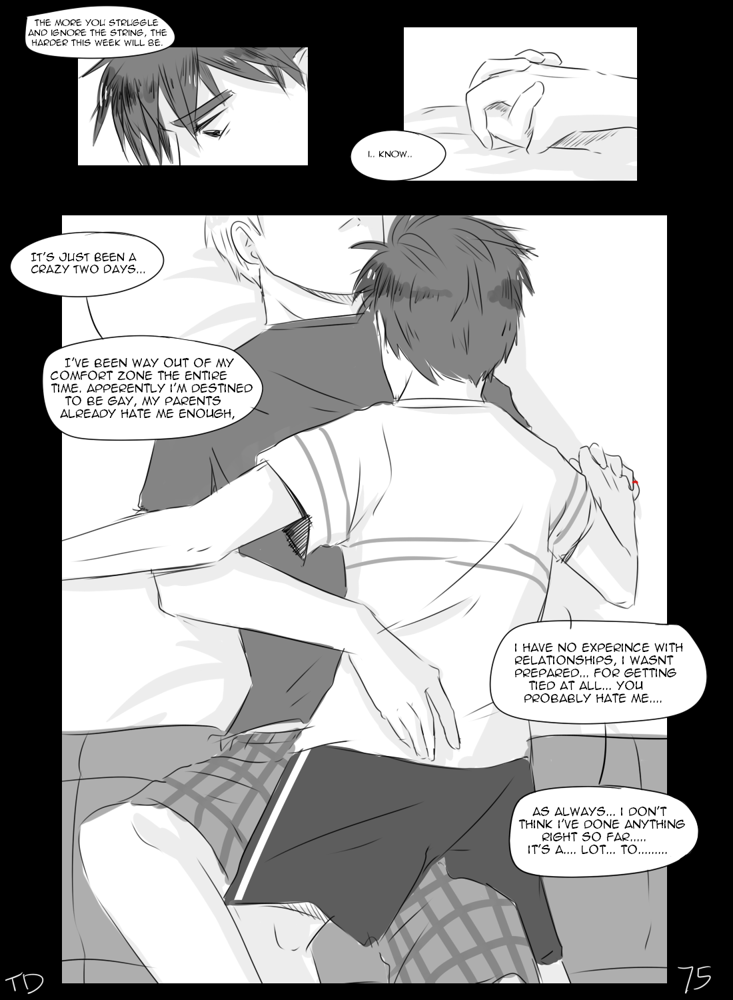 THE MORE YOU STRUGGLE
AND IGNORE THE STRING, THE
HARDER THIS WEEK WILL BE.
I.. KNOW..
IT'S JUST BEEN A
CRAZY TWO DAYS...
I'VE BEEN WAY OUT OF MY
COMFORT ZONE THE ENTIRE
TIME. APPERENTLY I'M DESTINED
TO BE GAY, MY PARENTS
ALREADY HATE ME ENOUGH,
I HAVE NO EXPERINCE WITH
RELATIONSHIPS, I WASNT
PREPARED... FOR GETTING
TIED AT ALL... YOU
PROBABLY HATE ME....
AS ALWAYS... I DON'T
THINK I'VE DONE ANYTHING
RIGHT SO FAR.....
IT'S A.... LOT... TO.........
TD
75